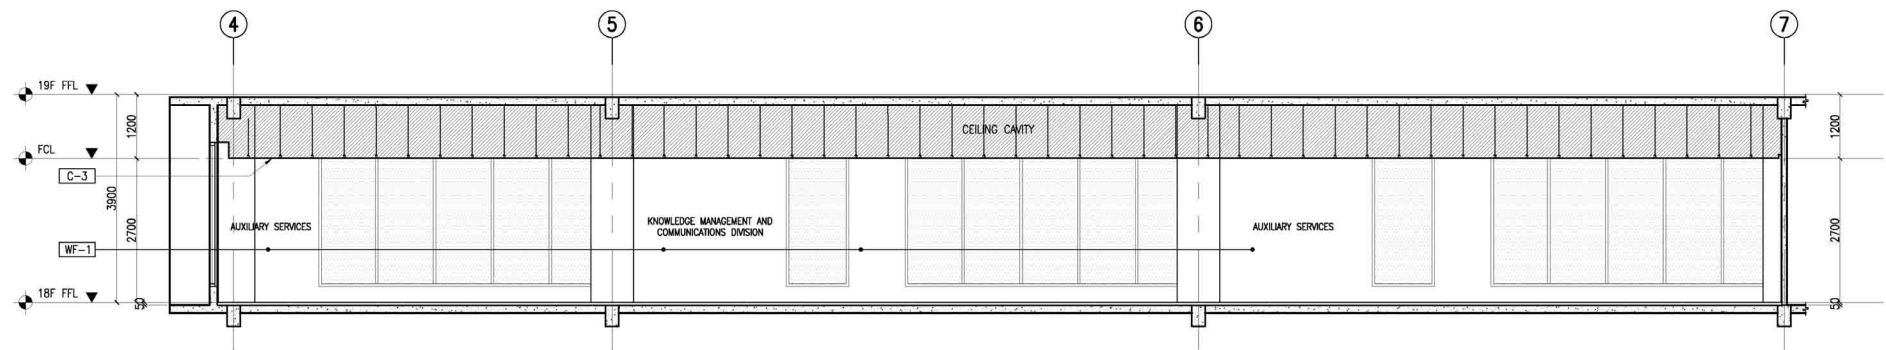 4
5
6
7
19F FFL
1200
CEILING CAVITY
1200
FCL
C-3
3900
2700
AUXILIARY SERVICES
KNOWLEDGE MANAGEMENT AND
COMMUNICATIONS DIVISION
AUXILIARY SERVICES
2700
WF-1
18F FFL
50
50